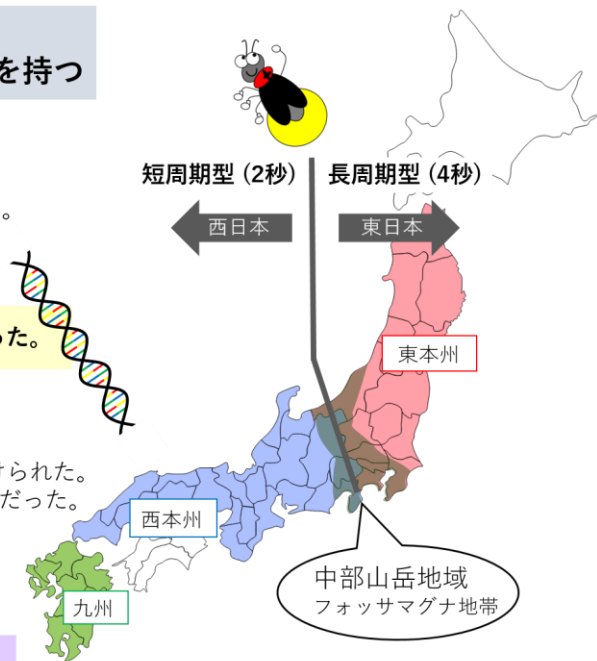 を持つ
短周期型 (2秒)
長周期型 (4秒)
西日本
東日本
。
った。
東本州
けられた。
だった。
西本州
九州
中部山岳地域
フォッサマグナ地帯